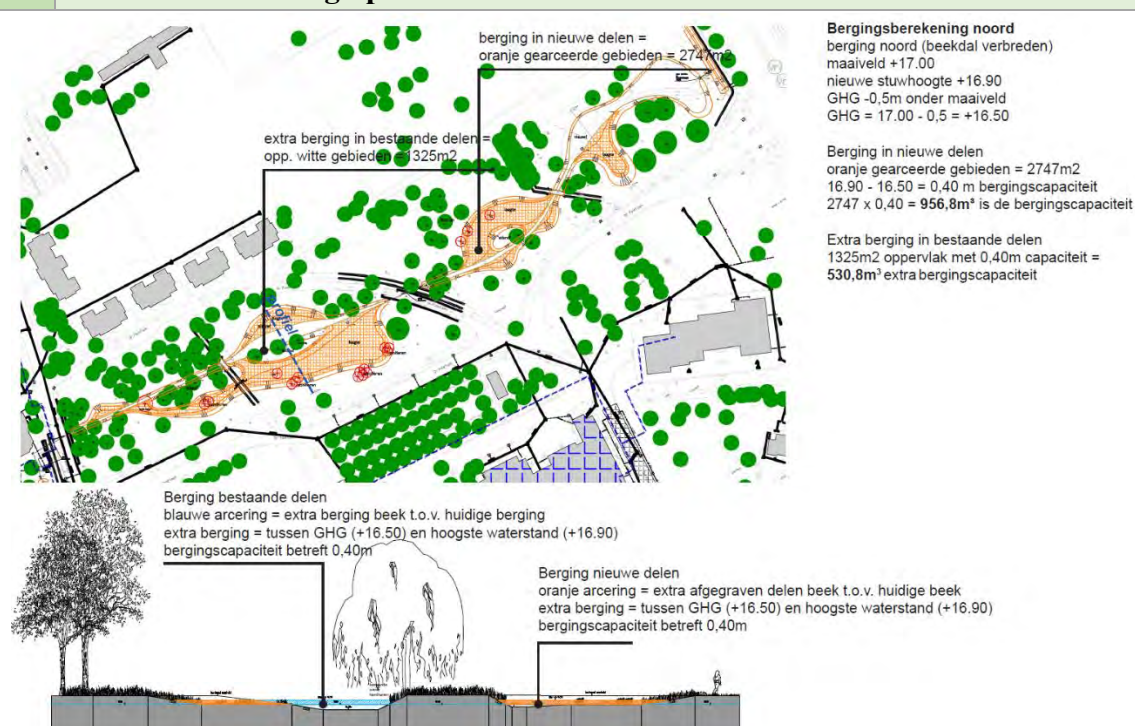 berging in nieuwe delen =
oranje gearceerde gebieden = 2747m2
extra berging in bestaande delen =
opp. witte gebieden = 1325m2
profiel
Bergingsberekening noord
berging noord (beekdal verbreden)
maaiveld +17.00
nieuwe stuwhoogte +16.90
GHG -0,5m onder maaiveld
GHG = 17.00 - 0,5 = +16.50
Berging in nieuwe delen
oranje gearceerde gebieden = 2747m2
16.90 - 16.50 = 0,40 m bergingscapaciteit
2747 x 0,40 = 956,8m³ is de bergingscapaciteit
Extra berging in bestaande delen
1325m2 oppervlak met 0,40m capaciteit =
530,8m³ extra bergingscapaciteit
Berging bestaande delen
blauwe arcering = extra berging beek t.o.v. huidige berging
extra berging = tussen GHG (+16.50) en hoogste waterstand (+16.90)
bergingscapaciteit betreft 0,40m
Berging nieuwe delen
oranje arcering = extra afgegraven delen beek t.o.v. huidige beek
extra berging = tussen GHG (+16.50) en hoogste waterstand (+16.90)
bergingscapaciteit betreft 0,40m